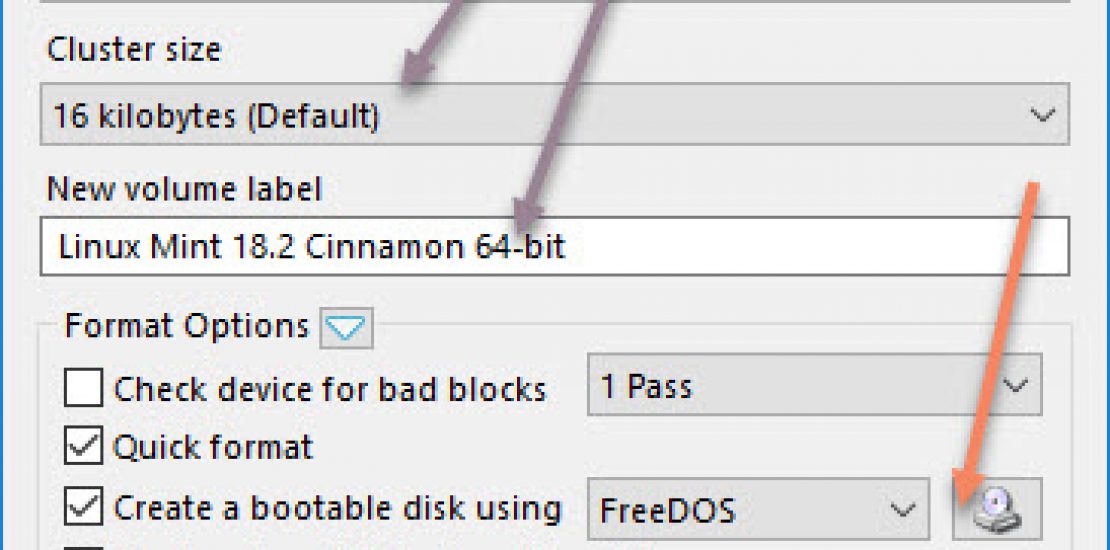 Cluster size
16 kilobytes (Default)
New volume label
Linux Mint 18.2 Cinnamon 64-bit
Format Options
Check device for bad blocks 1 Pass
Quick format
Create a bootable disk using FreeDOS